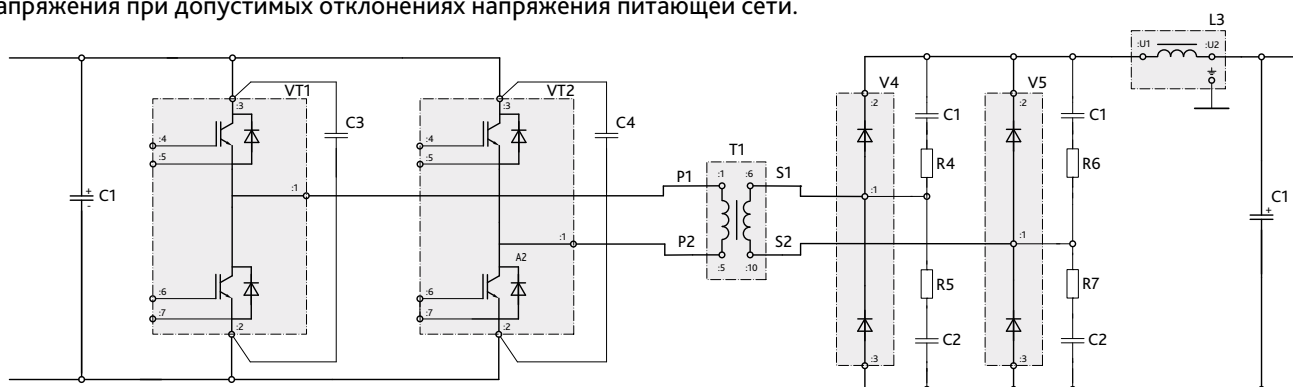 апряжения при допустимых отклонениях напряжения питающей сети.
L3
:U1 :U2
VT1 VT2 V4 V5
:3 :3 :2 :2
C3 C4 C1 C1
:4 :4
:5 :5
T1
R4 R6
P1 :1 :6 S1
C1 + - :1 :1 C1 +
P2 S2 :1 :1
:5 :10
A2
R5 R7
:6 :6
:7 :7
:2 :2
C2 C2
:3 :3